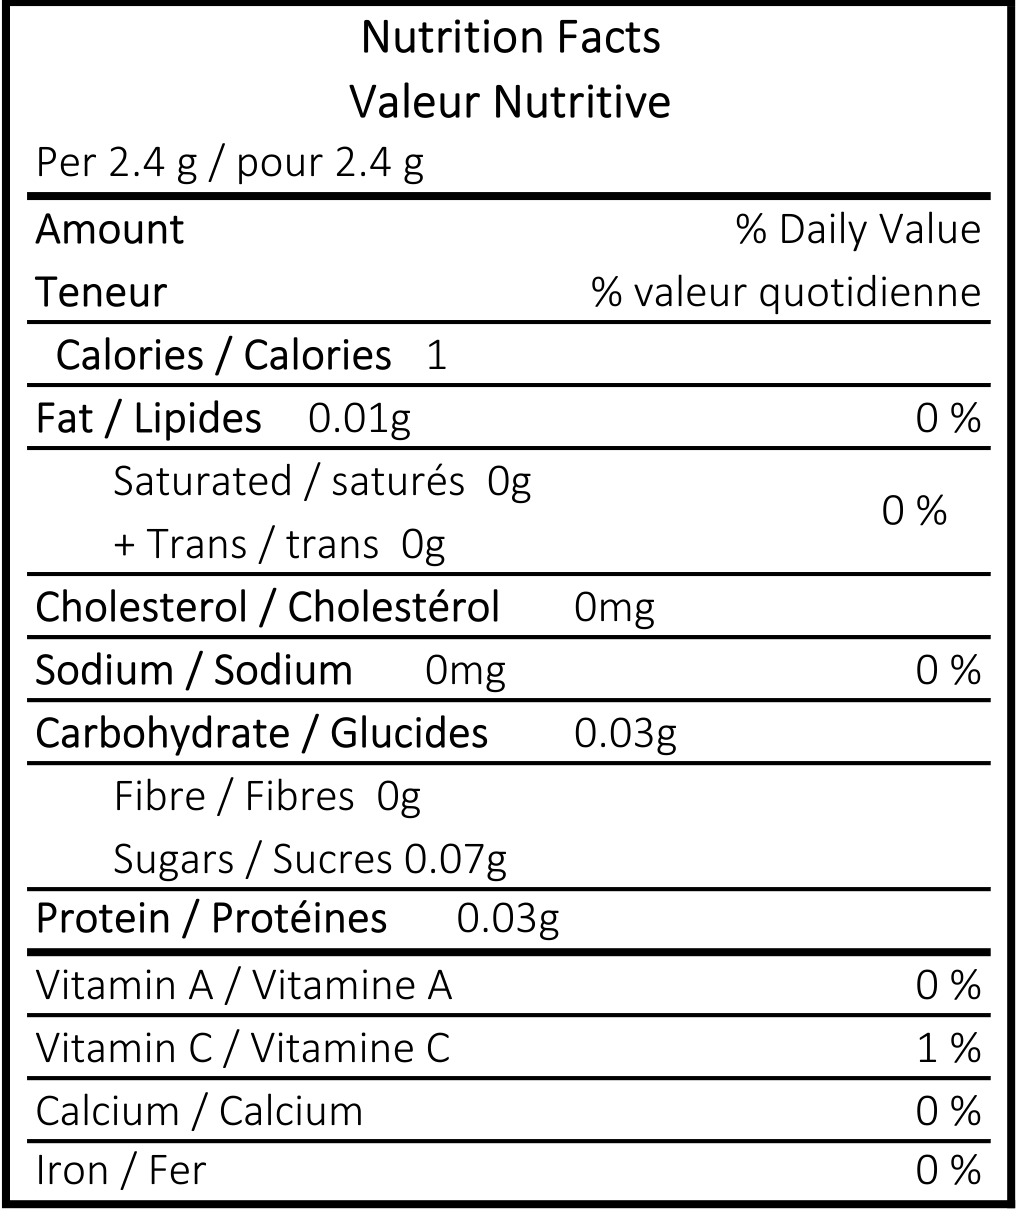 Nutrition Facts
Valeur Nutritive
Per 2.4 g / pour 2.4 g
Amount % Daily Value
Teneur % valeur quotidienne
Calories / Calories 1
Fat / Lipides 0.01g 0 %
Saturated / saturés 0g
0 %
+ Trans / trans 0g
Cholesterol / Cholestérol 0mg
Sodium / Sodium 0mg 0 %
Carbohydrate / Glucides 0.03g
Fibre / Fibres 0g
Sugars / Sucres 0.07g
Protein / Protéines 0.03g
Vitamin A / Vitamine A 0 %
Vitamin C / Vitamine C 1 %
Calcium / Calcium 0 %
Iron / Fer 0 %